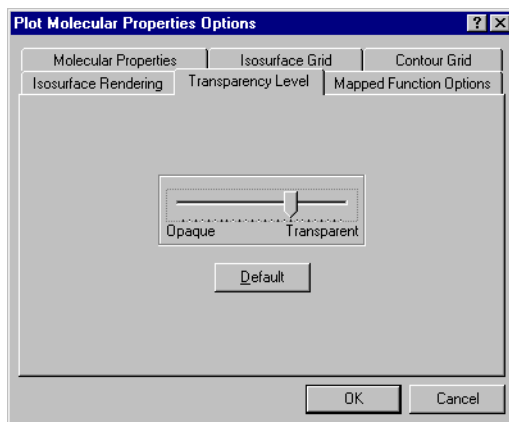 Plot Molecular Properties Options
Molecular Properties Isosurface Grid Contour Grid
Isosurface Rendering Transparency Level Mapped Function Options
Opaque Transparent
Default
OK Cancel